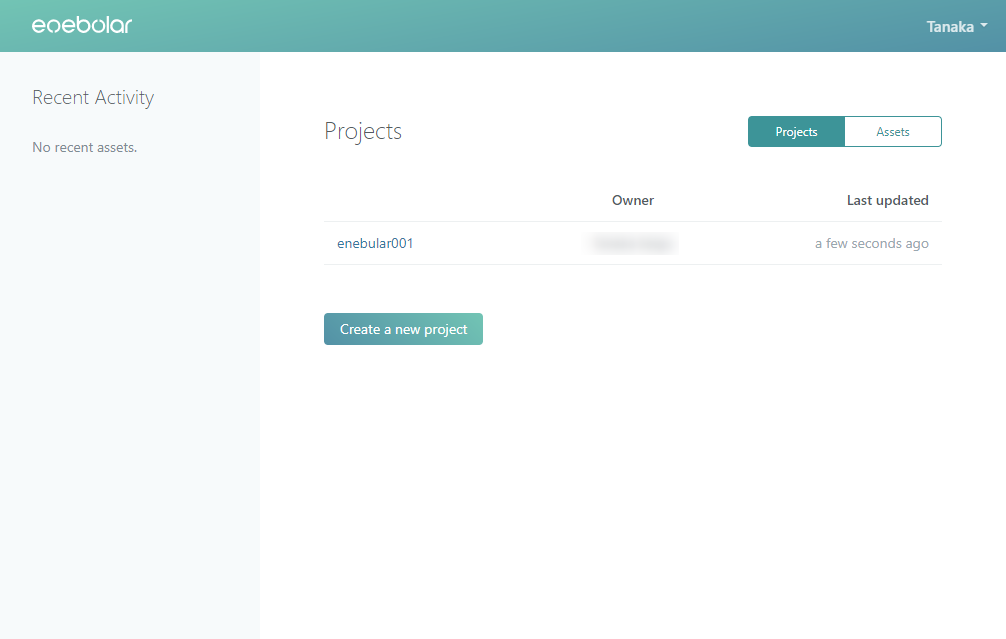 enebular
Tanaka
Recent Activity
No recent assets.
Projects
Projects Assets
Owner Last updated
enebular001 a few seconds ago
Create a new project